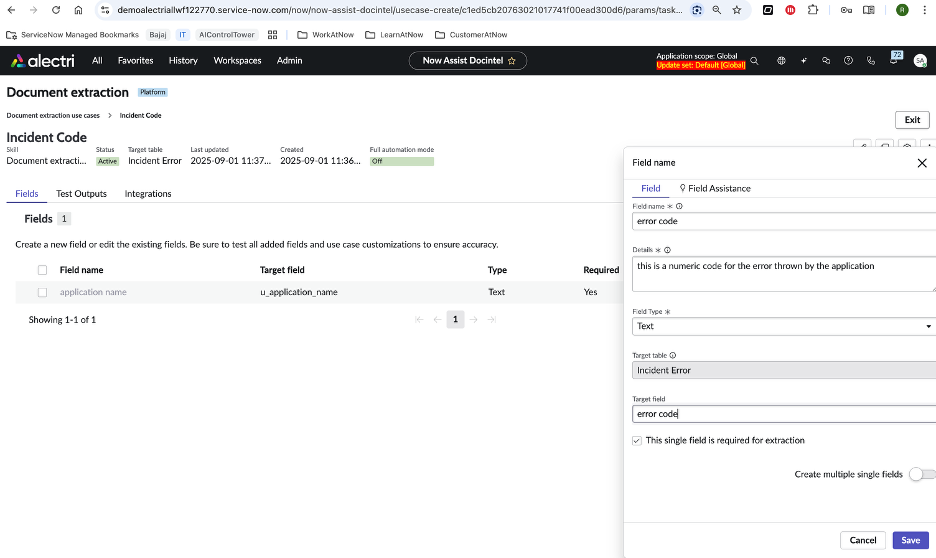 demoalectriallwf122770.service-now.com/now/now-assist-docintel/usecase-create/c1ed5cb20763021017741f00ead300d6/params/task...
R
ServiceNow Managed Bookmarks Bajaj IT AIControlTower WorkAtNow LearnAtNow CustomerAtNow
alectri All Favorites History Workspaces Admin Now Assist Docintel Application scope: Global
Update set: Default [Global]
72
SA
Document extraction Platform
Document extraction use cases > Incident Code
Exit
Incident Code
Skill Status Target table Last updated Created Full automation mode
Document extracti... Active Incident Error 2025-09-01 11:37... 2025-09-01 11:36... Off
Fields Test Outputs Integrations
Fields 1
Create a new field or edit the existing fields. Be sure to test all added fields and use case customizations to ensure accuracy.
Field name Target field Type Required
application name u_application_name Text Yes
Showing 1-1 of 1 1
Field name
Field Field Assistance
Field name
error code
Details
this is a numeric code for the error thrown by the application
Field Type
Text
Target table
Incident Error
Target field
error code
This single field is required for extraction
Create multiple single fields
Cancel Save